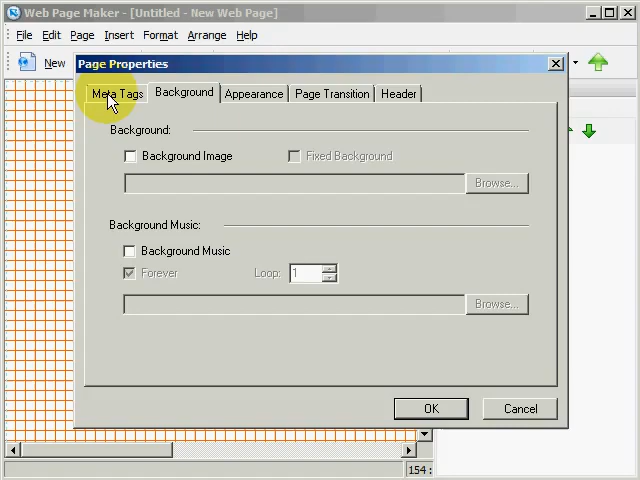 Web Page Maker - [Untitled - New Web Page]
File Edit Page Insert Format Arrange Help
New
Page Properties
Meta Tags Background Appearance Page Transition Header
Background:
Background Image Fixed Background
Browse...
Background Music:
Background Music
Forever Loop: 1
Browse...
OK Cancel
154 :